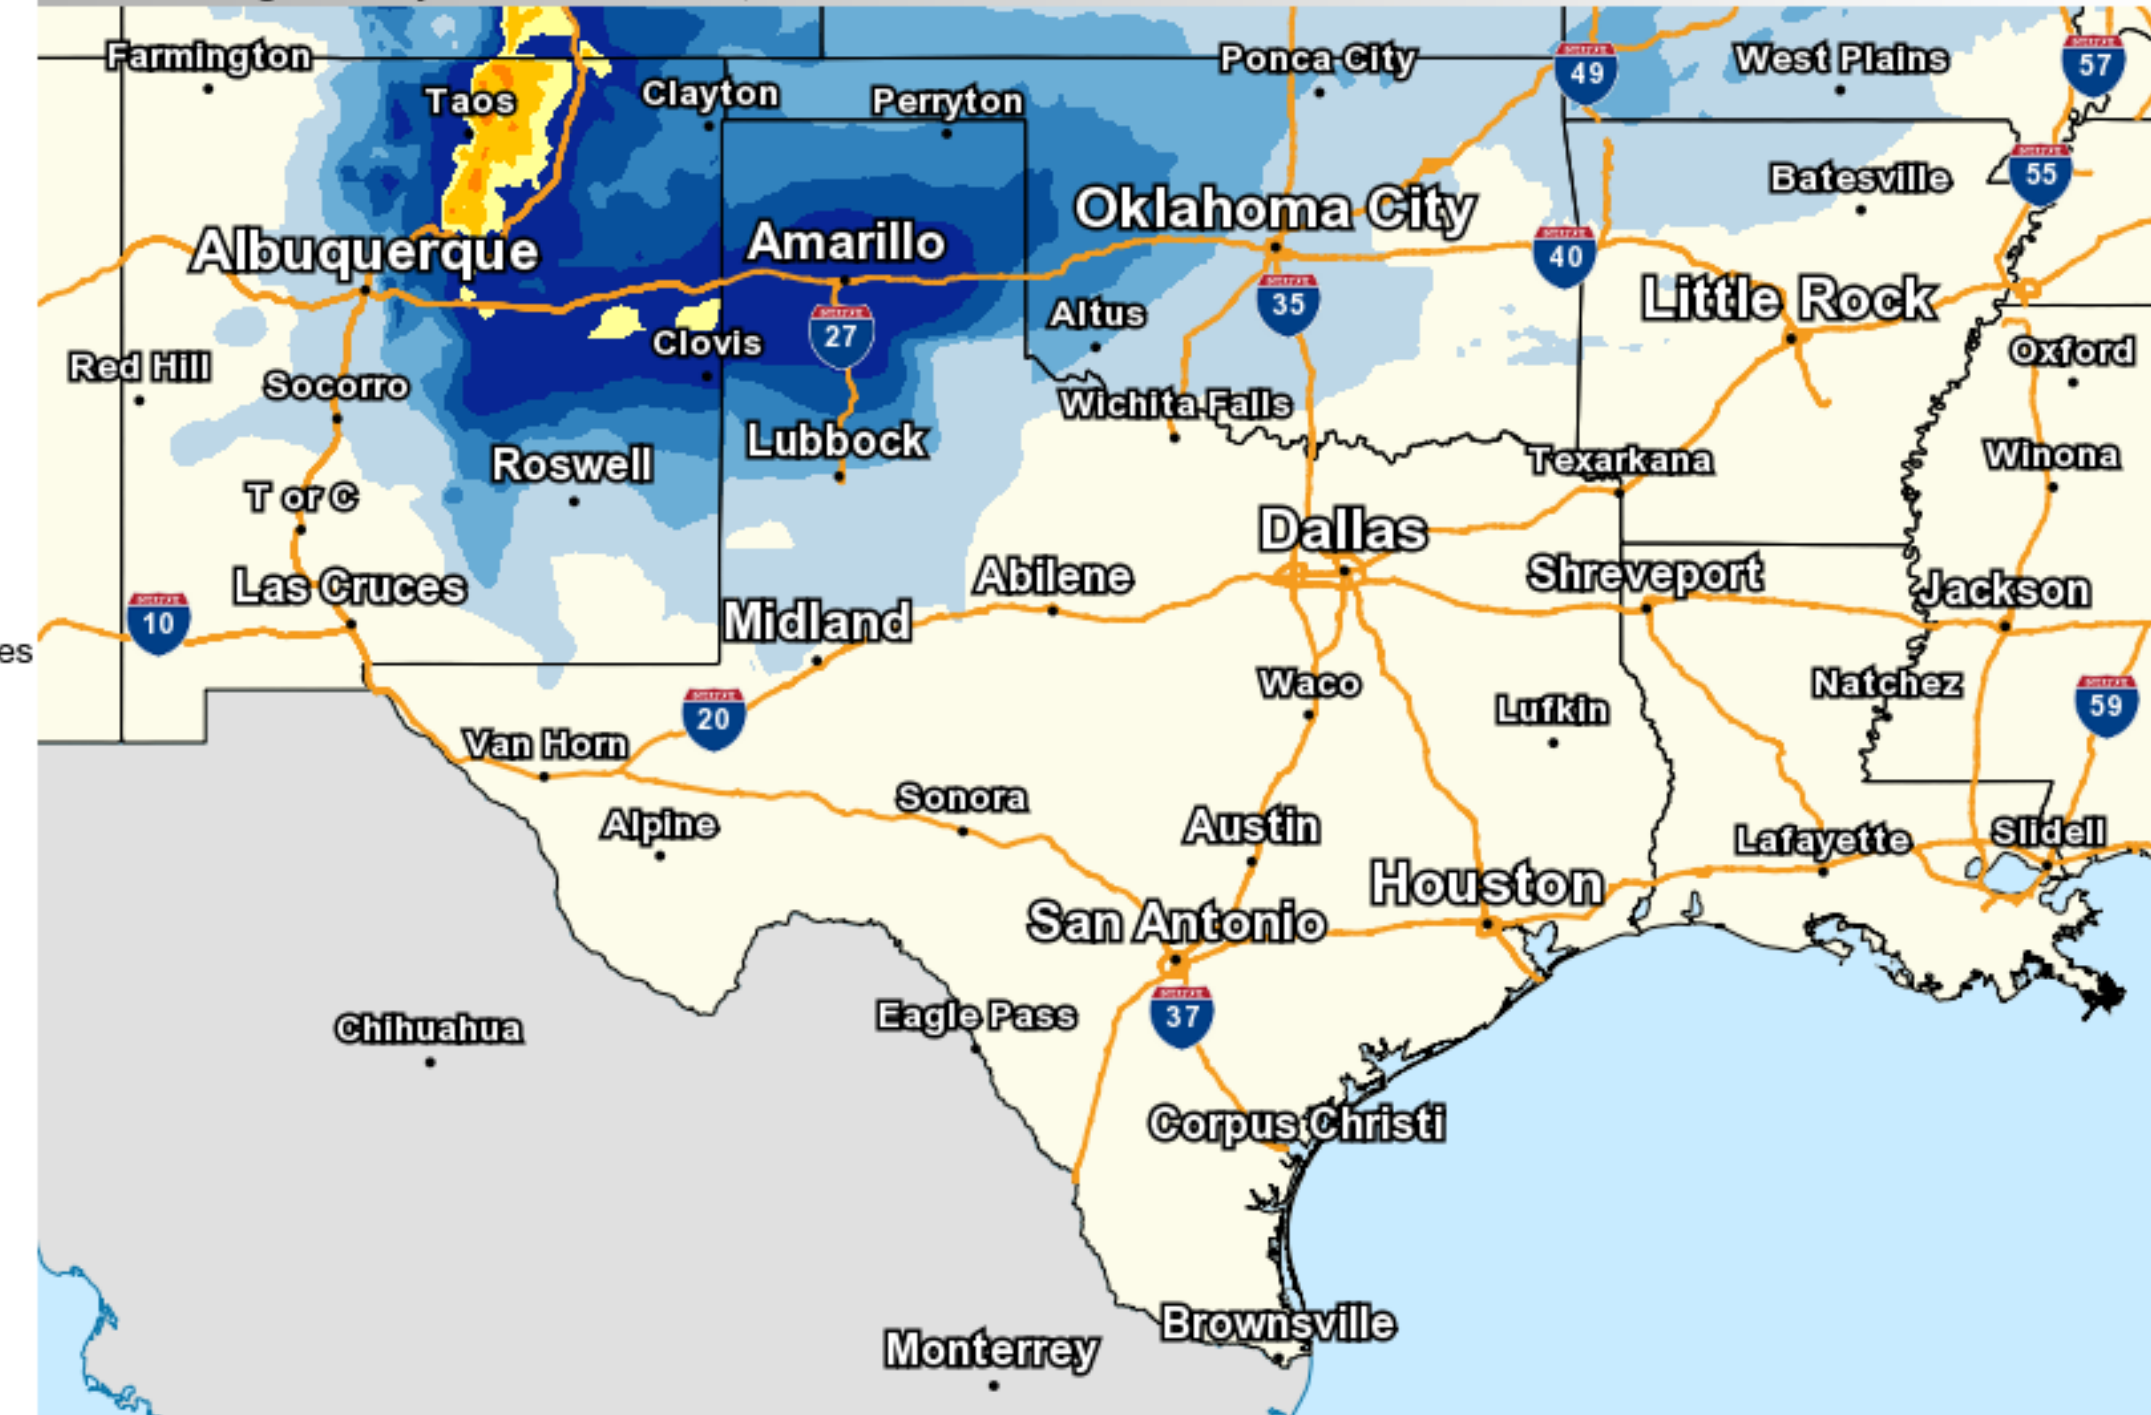 Farmington
Ponca City
49
West Plains
57
Taos
Clayton
Perryton
55
Batesville
Oklahoma City
Albuquerque
Amarillo
40
35
Little Rock
Altus
27
Clovis
Oxford
Red Hill
Socorro
Wichita Falls
Lubbock
Roswell
Texarkana
Winona
T or C
Dallas
Las Cruces
Abilene
Shreveport
Jackson
10
Midland
es
Waco
Natchez
20
Lufkin
59
Van Horn
Sonora
Alpine
Austin
Lafayette
Slidell
Houston
San Antonio
Eagle Pass
37
Chihuahua
Corpus Christi
Brownsville
Monterrey